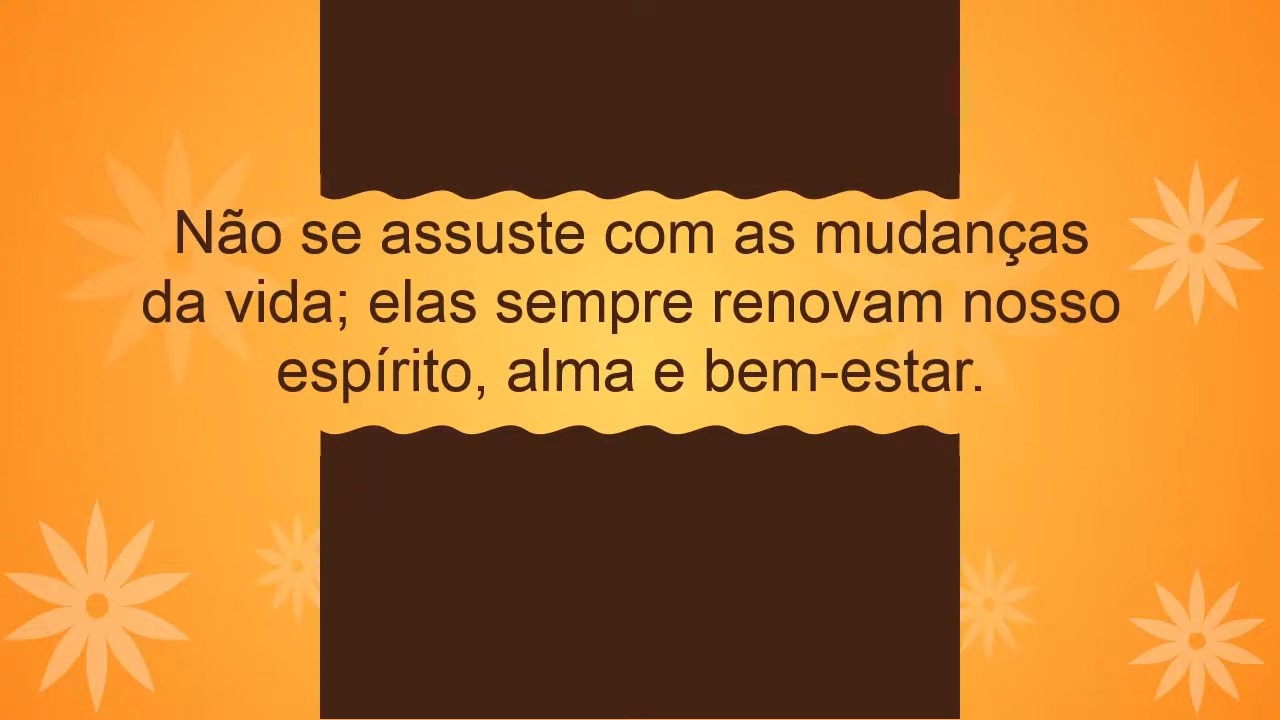 Não se assuste com as mudanças
da vida; elas sempre renovam nosso
espírito, alma e bem-estar.